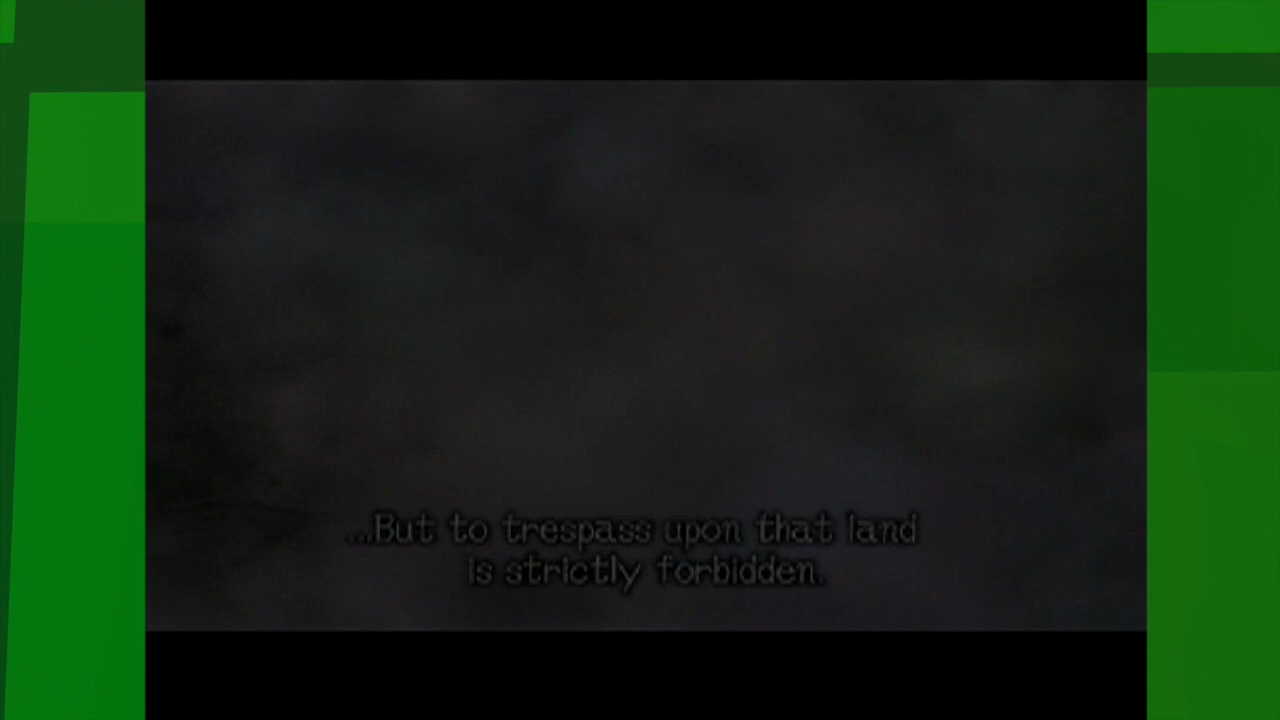 ...But to trespass upon that land
is strictly forbidden.